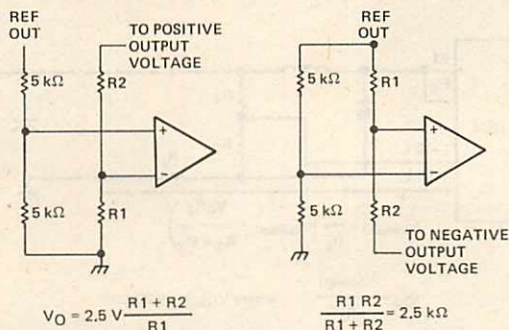 REF
OUT
TO POSITIVE
OUTPUT
VOLTAGE
5 kΩ
R2
+
−
5 kΩ
R1
V_O = 2.5 V (R1 + R2)/R1
REF
OUT
5 kΩ
R1
+
−
5 kΩ
R2
TO NEGATIVE
OUTPUT
VOLTAGE
(R1 R2)/(R1 + R2) = 2.5 kΩ